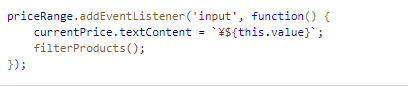 priceRange.addEventListener('input', function() {
    currentPrice.textContent = `¥${this.value}`;
    filterProducts();
});